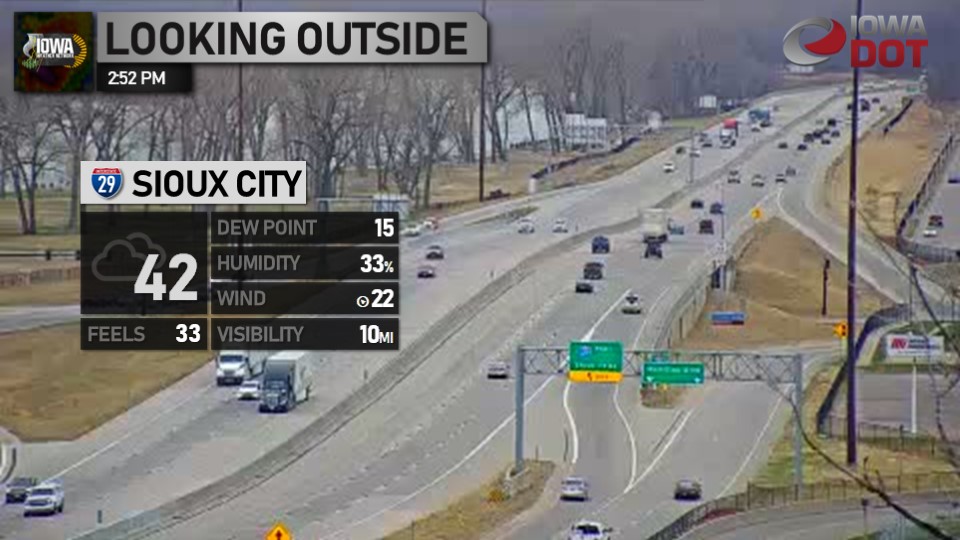 IOWA
LOOKING OUTSIDE
2:52 PM
IOWA
DOT
29
SIOUX CITY
42
FEELS 33
DEW POINT 15
HUMIDITY 33%
WIND 22
VISIBILITY 10MI